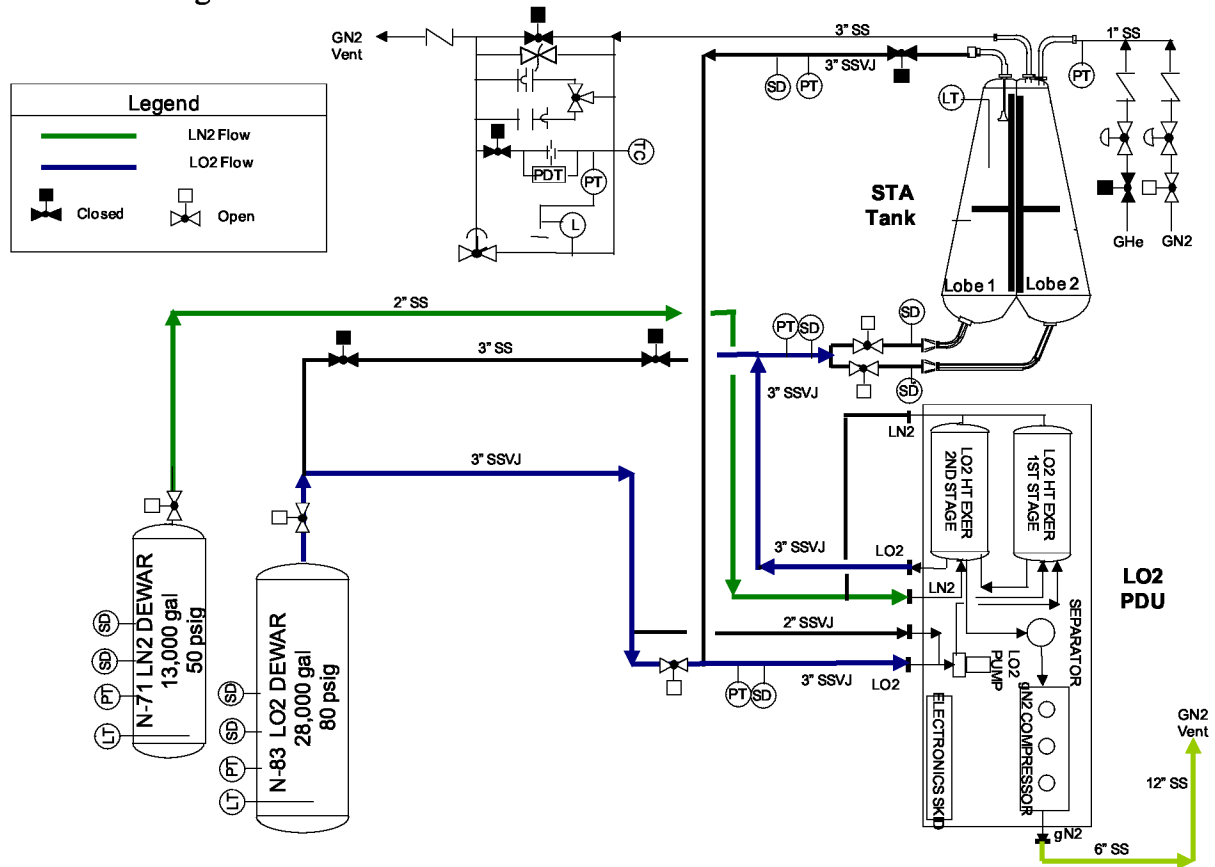 GN2
Vent
Closed
3" SS
1" SS
3" SSVJ
SD
PT
PT
LT
Legend
LN2 Flow
LO2 Flow
Closed
Open
PDT
TC
PT
L
STA
Tank
GHe
GN2
Lobe 1
Lobe 2
2" SS
3" SS
PT
SD
SD
SD
3" SSVJ
LN2
LO2 HT EXER
2ND STAGE
LO2 HT EXER
1ST STAGE
3" SSVJ
3" SSVJ
LO2
LN2
LO2
PDU
2" SSVJ
SEPARATOR
LO2
PUMP
PT
SD
3" SSVJ
LO2
N-71 LN2 DEWAR
13,000 gal
50 psig
SD
SD
PT
LT
N-83 LO2 DEWAR
28,000 gal
80 psig
SD
SD
PT
LT
ELECTRONICS SKID
gN2 COMPRESSOR
GN2
Vent
12" SS
gN2
6" SS